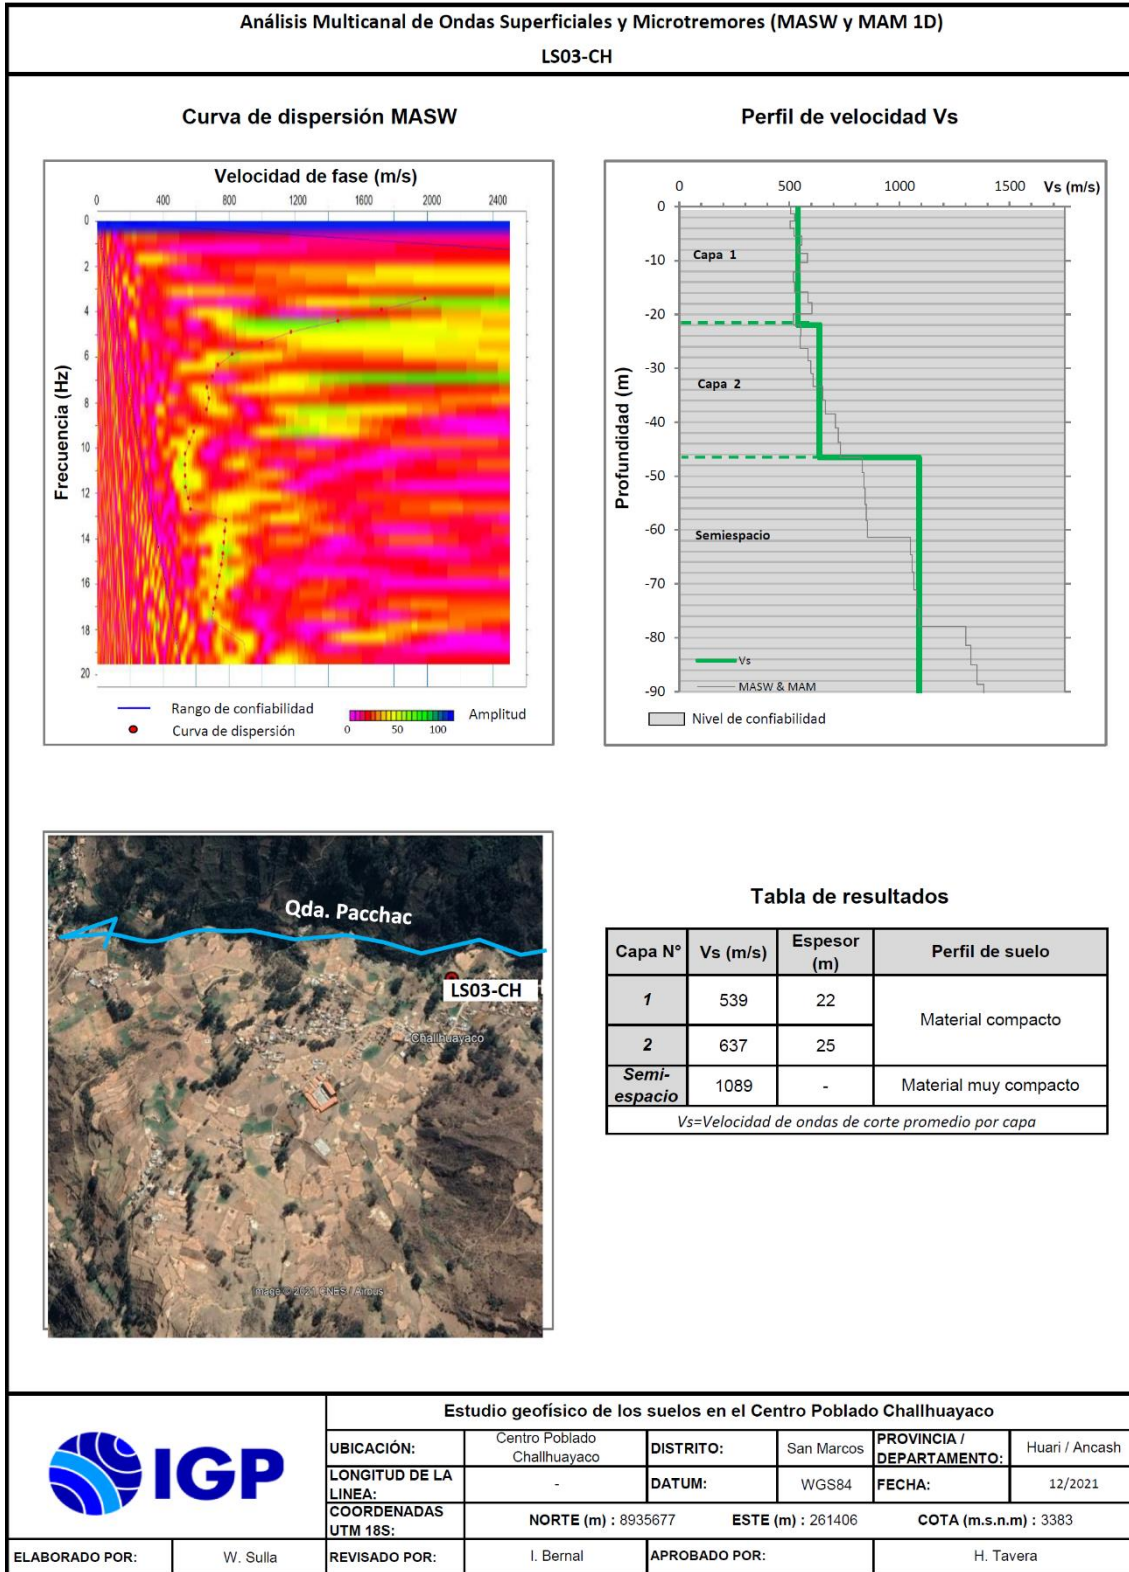 Análisis Multicanal de Ondas Superficiales y Microtremores (MASW y MAM 1D)
LS03-CH
Curva de dispersión MASW
Velocidad de fase (m/s)
0 400 800 1200 1600 2000 2400
Frecuencia (Hz)
0
2
4
6
8
10
12
14
16
18
20
Rango de confiabilidad
Curva de dispersión
Amplitud
0 50 100
Perfil de velocidad Vs
0 500 1000 1500 Vs (m/s)
Profundidad (m)
0
-10
-20
-30
-40
-50
-60
-70
-80
-90
Capa 1
Capa 2
Semiespacio
Vs
MASW & MAM
Nivel de confiabilidad
Qda. Pacchac
LS03-CH
Challhuayaco
Image © 2021 CNES / Airbus
Tabla de resultados
Capa N° Vs (m/s) Espesor (m) Perfil de suelo
1 539 22 Material compacto
2 637 25
Semi-espacio 1089 - Material muy compacto
Vs=Velocidad de ondas de corte promedio por capa
IGP
Estudio geofísico de los suelos en el Centro Poblado Challhuayaco
UBICACIÓN: Centro Poblado Challhuayaco DISTRITO: San Marcos PROVINCIA / DEPARTAMENTO: Huari / Ancash
LONGITUD DE LA LINEA: - DATUM: WGS84 FECHA: 12/2021
COORDENADAS UTM 18S: NORTE (m) : 8935677 ESTE (m) : 261406 COTA (m.s.n.m) : 3383
ELABORADO POR: W. Sulla REVISADO POR: I. Bernal APROBADO POR: H. Tavera